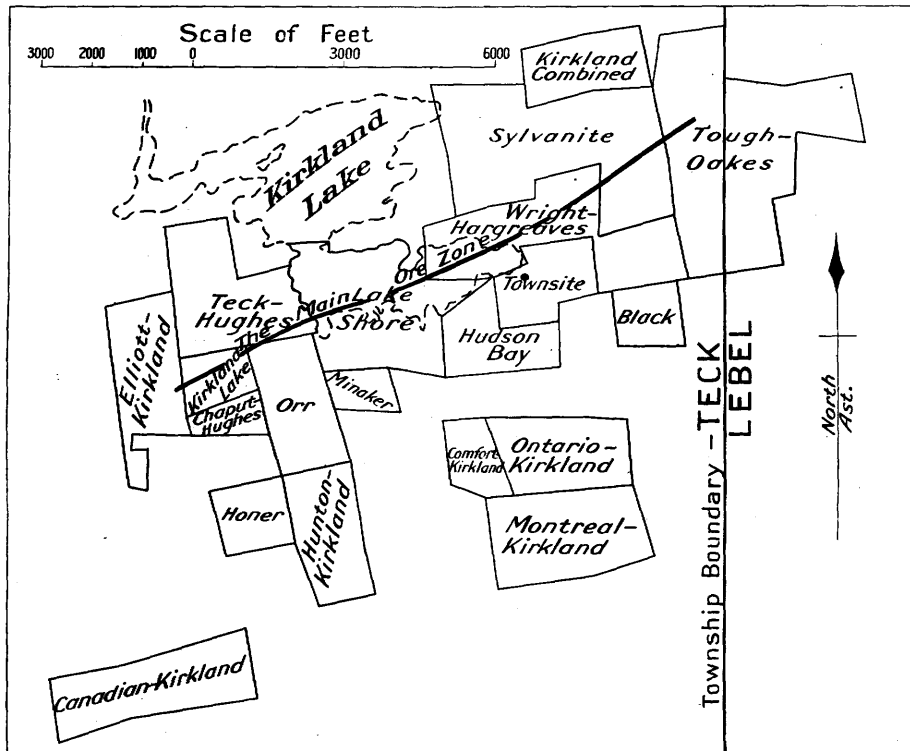 Scale of Feet
3000 2000 1000 0 3000 6000
Kirkland
Combined
Kirkland
Lake
Sylvanite
Tough-
Oakes
Wright-
Hargreaves
Teck-
Hughes
The Main Ore Zone
Lake
Shore
Townsite
Black
Hudson
Bay
Elliott-
Kirkland
Kirkland
Lake
Chaput-
Hughes
Orr
Minaker
Comfort-
Kirkland
Ontario-
Kirkland
Montreal-
Kirkland
Honer
Hunton-
Kirkland
Canadian-Kirkland
Township Boundary - TECK
LEBEL
North
Ast.